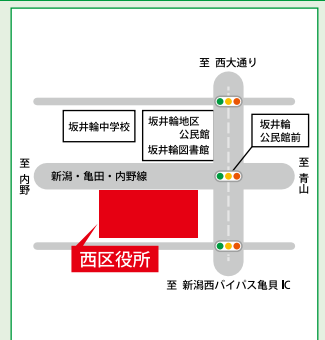 至 西大通り
坂井輪中学校
坂井輪地区
公民館
坂井輪図書館
坂井輪
公民館前
至 内野
新潟・亀田・内野線
至 青山
西区役所
至 新潟西バイパス亀貝IC